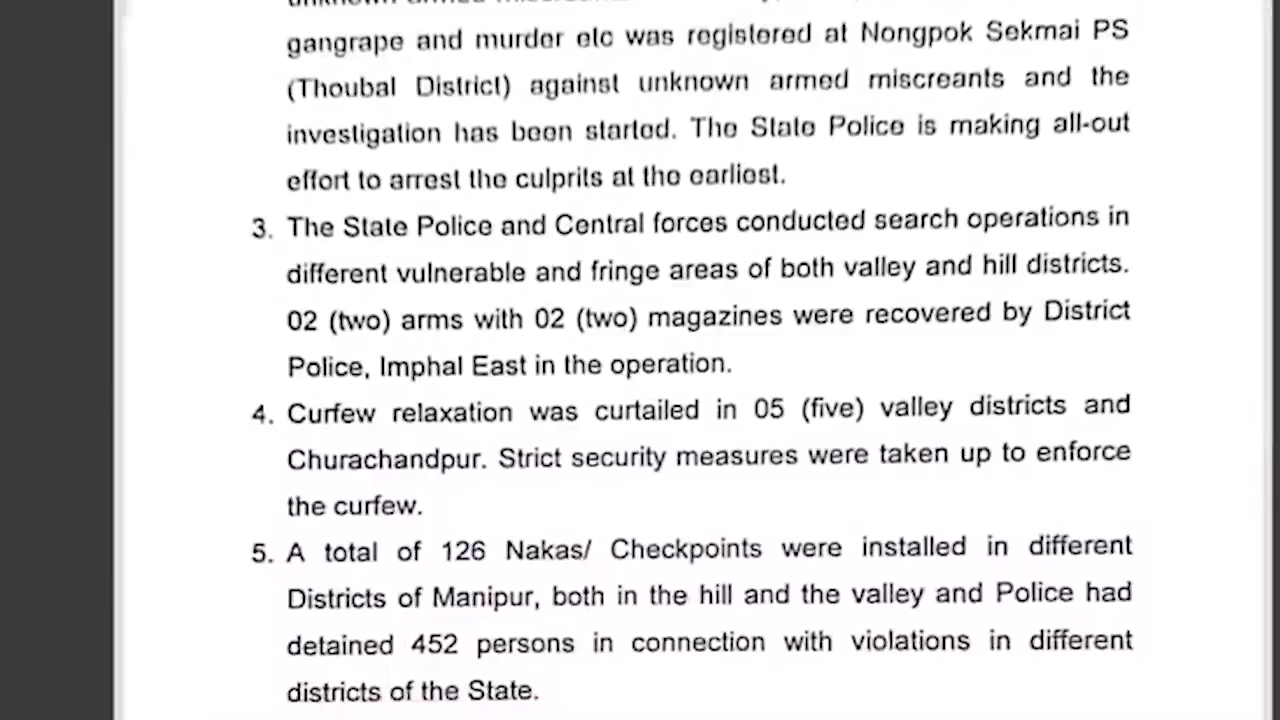 gangrape and murder etc was registered at Nongpok Sekmai PS
(Thoubal District) against unknown armed miscreants and the
investigation has been started. The State Police is making all-out
effort to arrest the culprits at the earliest.
3. The State Police and Central forces conducted search operations in
different vulnerable and fringe areas of both valley and hill districts.
02 (two) arms with 02 (two) magazines were recovered by District
Police, Imphal East in the operation.
4. Curfew relaxation was curtailed in 05 (five) valley districts and
Churachandpur. Strict security measures were taken up to enforce
the curfew.
5. A total of 126 Nakas/ Checkpoints were installed in different
Districts of Manipur, both in the hill and the valley and Police had
detained 452 persons in connection with violations in different
districts of the State.